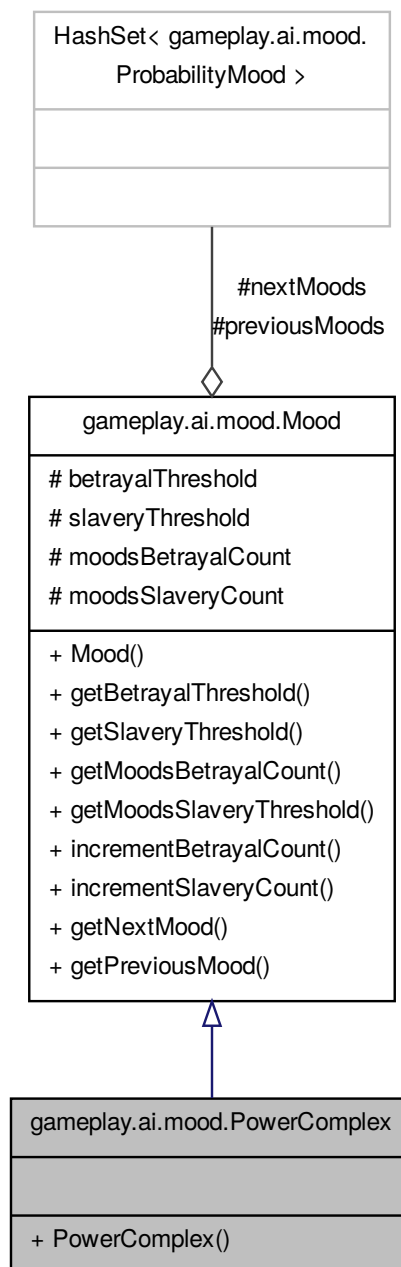 HashSet< gameplay.ai.mood.
ProbabilityMood >
#nextMoods
#previousMoods
gameplay.ai.mood.Mood
# betrayalThreshold
# slaveryThreshold
# moodsBetrayalCount
# moodsSlaveryCount
+ Mood()
+ getBetrayalThreshold()
+ getSlaveryThreshold()
+ getMoodsBetrayalCount()
+ getMoodsSlaveryThreshold()
+ incrementBetrayalCount()
+ incrementSlaveryCount()
+ getNextMood()
+ getPreviousMood()
gameplay.ai.mood.PowerComplex
+ PowerComplex()